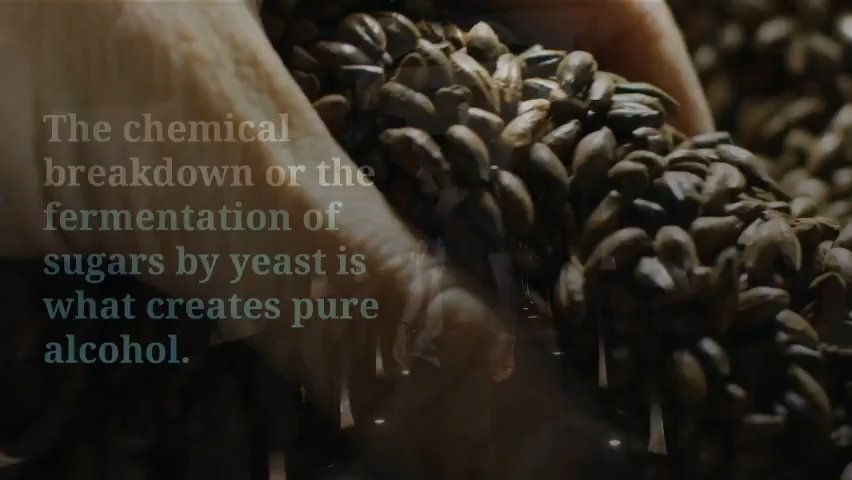 The chemical
breakdown or the
fermentation of
sugars by yeast is
what creates pure
alcohol.